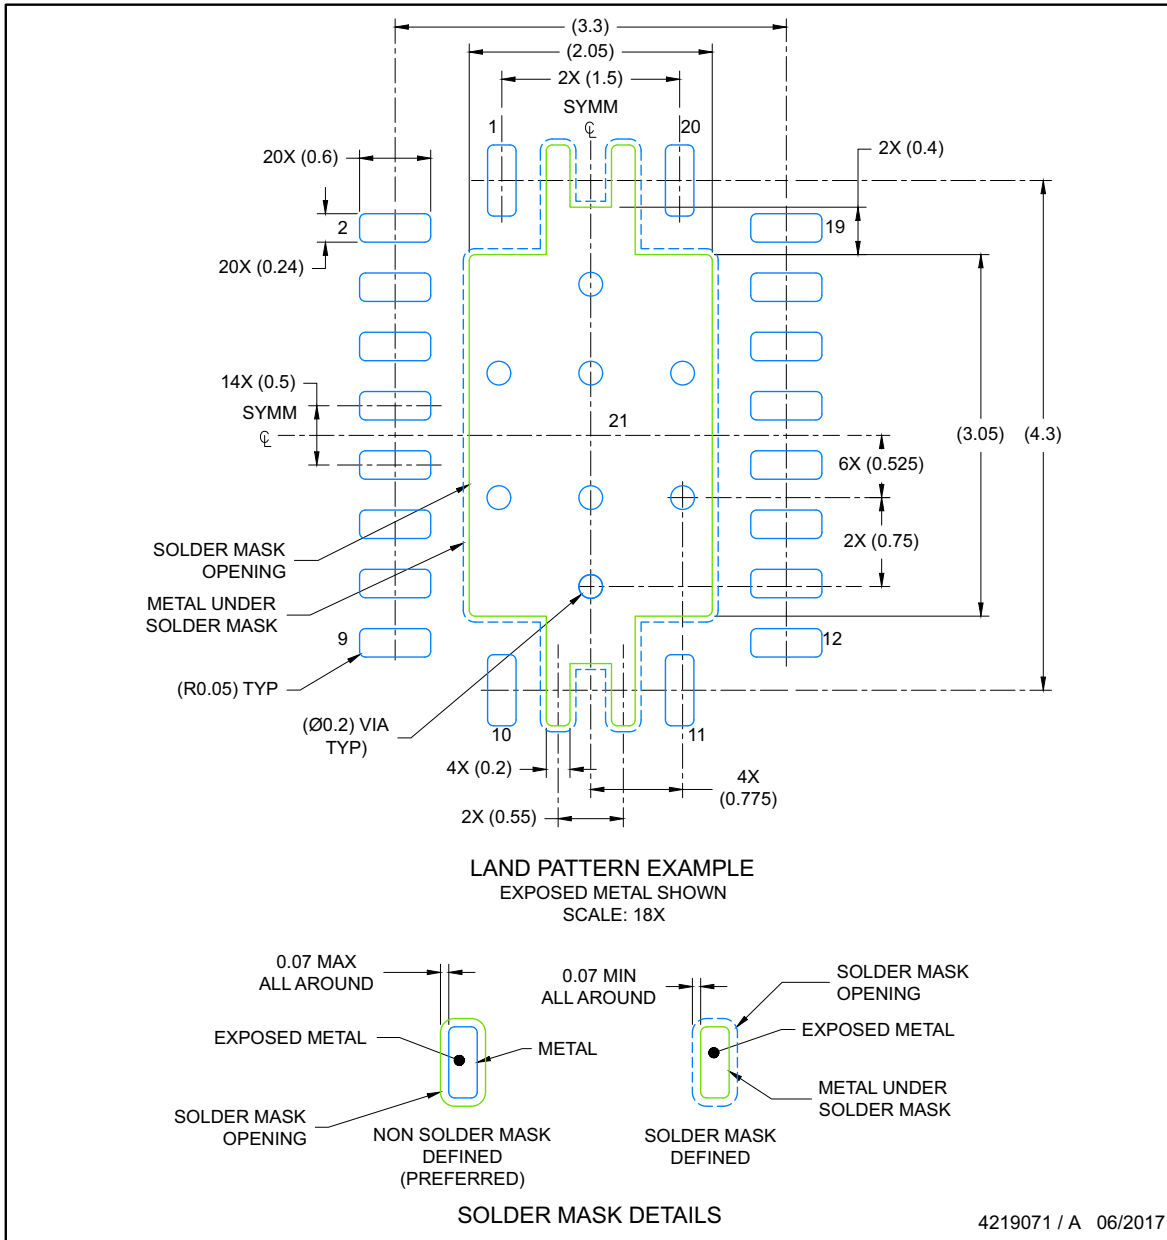 (3.3)
(2.05)
2X (1.5)
SYMM
℄
1
20
2X (0.4)
20X (0.6)
2
19
20X (0.24)
14X (0.5)
SYMM
℄
21
(3.05)
(4.3)
6X (0.525)
2X (0.75)
SOLDER MASK
OPENING
METAL UNDER
SOLDER MASK
9
12
(R0.05) TYP
(Ø0.2) VIA
TYP)
10
11
4X (0.2)
4X
(0.775)
2X (0.55)
LAND PATTERN EXAMPLE
EXPOSED METAL SHOWN
SCALE: 18X
0.07 MAX
ALL AROUND
EXPOSED METAL
METAL
SOLDER MASK
OPENING
NON SOLDER MASK
DEFINED
(PREFERRED)
0.07 MIN
ALL AROUND
SOLDER MASK
OPENING
EXPOSED METAL
METAL UNDER
SOLDER MASK
SOLDER MASK
DEFINED
SOLDER MASK DETAILS
4219071 / A 06/2017